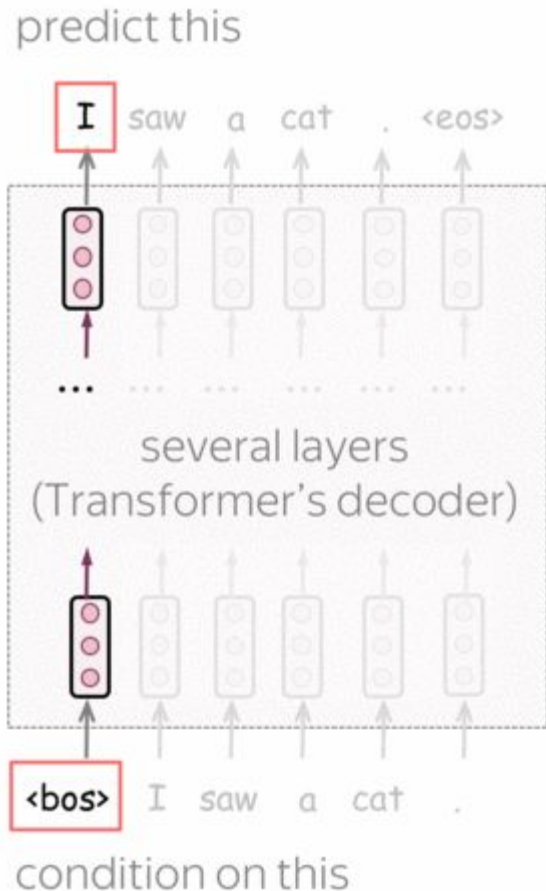 predict this
I saw a cat . <eos>
... ... ... ... ... ...
several layers
(Transformer's decoder)
<bos> I saw a cat .
condition on this